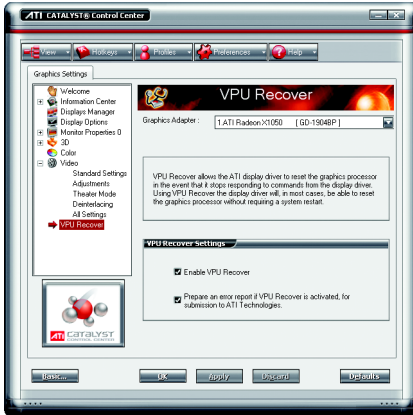 ATI CATALYST® Control Center
View
Hotkeys
Profiles
Preferences
Help
Graphics Settings
Welcome
Information Center
Displays Manager
Display Options
Monitor Properties 0
3D
Color
Video
Standard Settings
Adjustments
Theater Mode
Deinterlacing
All Settings
VPU Recover
VPU Recover
Graphics Adapter :
1.ATI Radeon X1050 [ GD-1904BP ]
VPU Recover allows the ATI display driver to reset the graphics processor
in the event that it stops responding to commands from the display driver.
Using VPU Recover the display driver will, in most cases, be able to reset
the graphics processor without requiring a system restart.
VPU Recover Settings
Enable VPU Recover
Prepare an error report if VPU Recover is activated, for
submission to ATI Technologies.
ATI CATALYST
CONTROL CENTER
Basic...
OK
Apply
Discard
Defaults